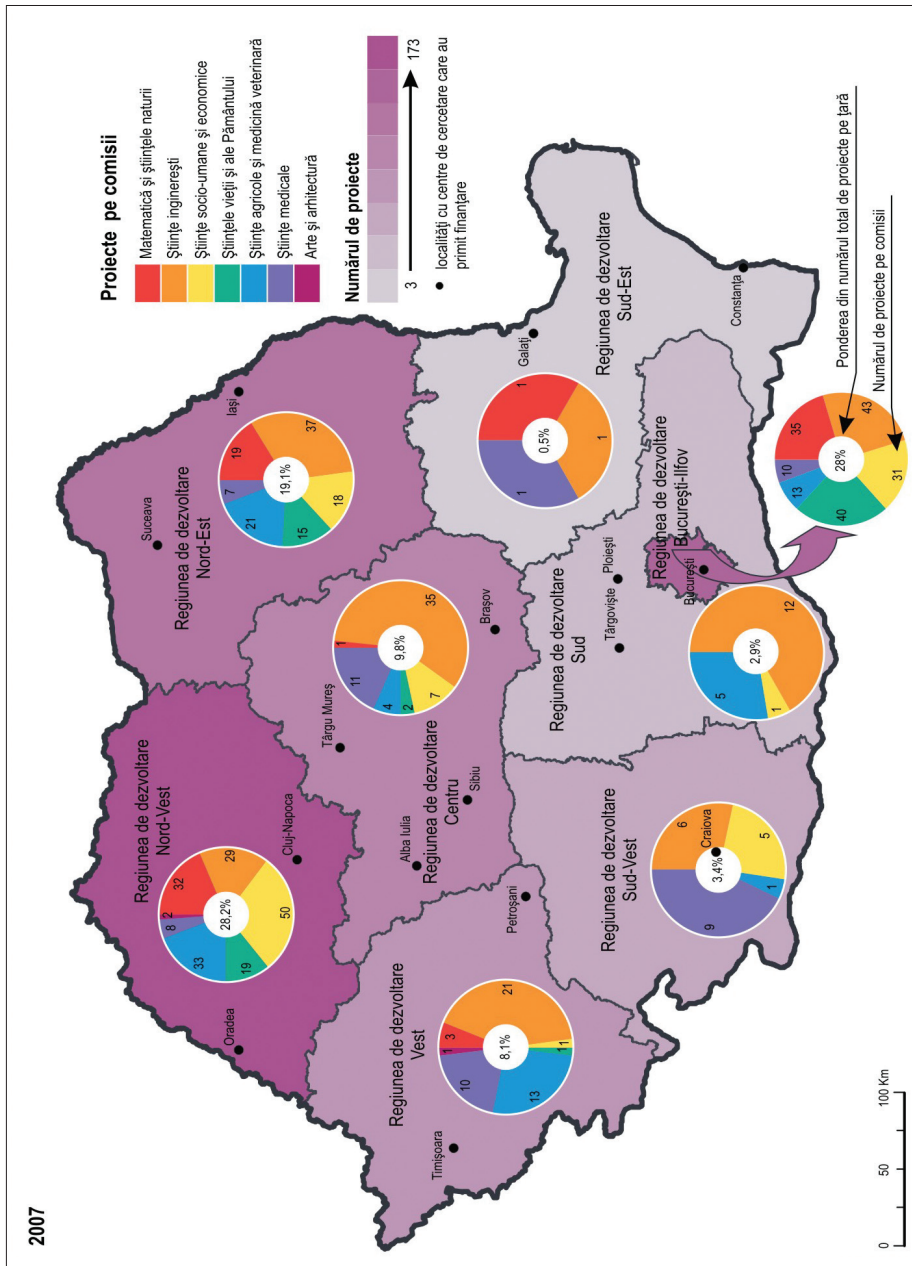 2007
Proiecte pe comisii
Matematică și științele naturii
Științe inginerești
Științe socio-umane și economice
Științele vieții și ale Pământului
Științe agricole și medicină veterinară
Științe medicale
Arte și arhitectură
Numărul de proiecte
3
173
localități cu centre de cercetare care au
primit finanțare
Regiunea de dezvoltare
Nord-Vest
Oradea
Cluj-Napoca
28,2%
2
32
29
50
19
33
8
Regiunea de dezvoltare
Nord-Est
Suceava
Iași
19,1%
19
37
18
15
21
7
Regiunea de dezvoltare
Vest
Timișoara
Petroșani
8,1%
1
3
21
1
1
13
10
Regiunea de dezvoltare
Centru
Târgu Mureș
Alba Iulia
Sibiu
Brașov
9,8%
1
35
7
2
4
11
Regiunea de dezvoltare
Sud-Est
Galați
Constanța
0,5%
1
1
1
Regiunea de dezvoltare
Sud-Vest
Craiova
3,4%
6
5
1
9
Regiunea de dezvoltare
Sud
Târgoviște
Ploiești
2,9%
12
1
5
Regiunea de dezvoltare
București-Ilfov
București
28%
35
43
31
40
13
10
Ponderea din numărul total de proiecte pe țară
Numărul de proiecte pe comisii
0
50
100 Km